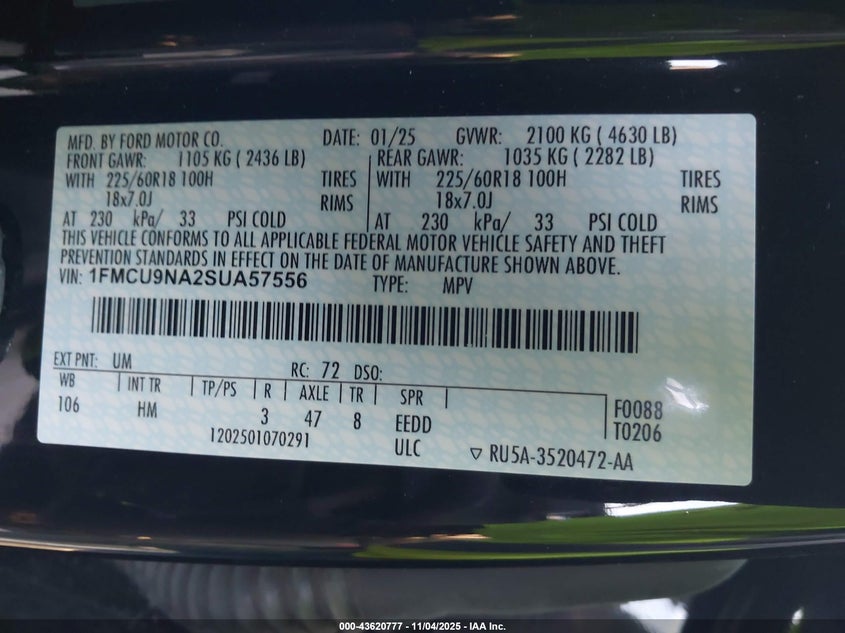 MFD. BY FORD MOTOR CO. DATE: 01/25 GVWR: 2100 KG ( 4630 LB)
FRONT GAWR: 1105 KG ( 2436 LB) REAR GAWR: 1035 KG ( 2282 LB)
WITH 225/60R18 100H TIRES WITH 225/60R18 100H TIRES
18x7.0J RIMS 18x7.0J RIMS
AT 230 kPa/ 33 PSI COLD AT 230 kPa/ 33 PSI COLD
THIS VEHICLE CONFORMS TO ALL APPLICABLE FEDERAL MOTOR VEHICLE SAFETY AND THEFT
PREVENTION STANDARDS IN EFFECT ON THE DATE OF MANUFACTURE SHOWN ABOVE.
VIN: 1FMCU9NA2SUA57556 TYPE: MPV
EXT PNT: UM RC: 72 DSO:
WB INT TR TP/PS R AXLE TR SPR F0088
106 HM 3 47 8 EEDD T0206
1202501070291 ULC ▽ RU5A-3520472-AA
000-43620777 - 11/04/2025 - IAA Inc.